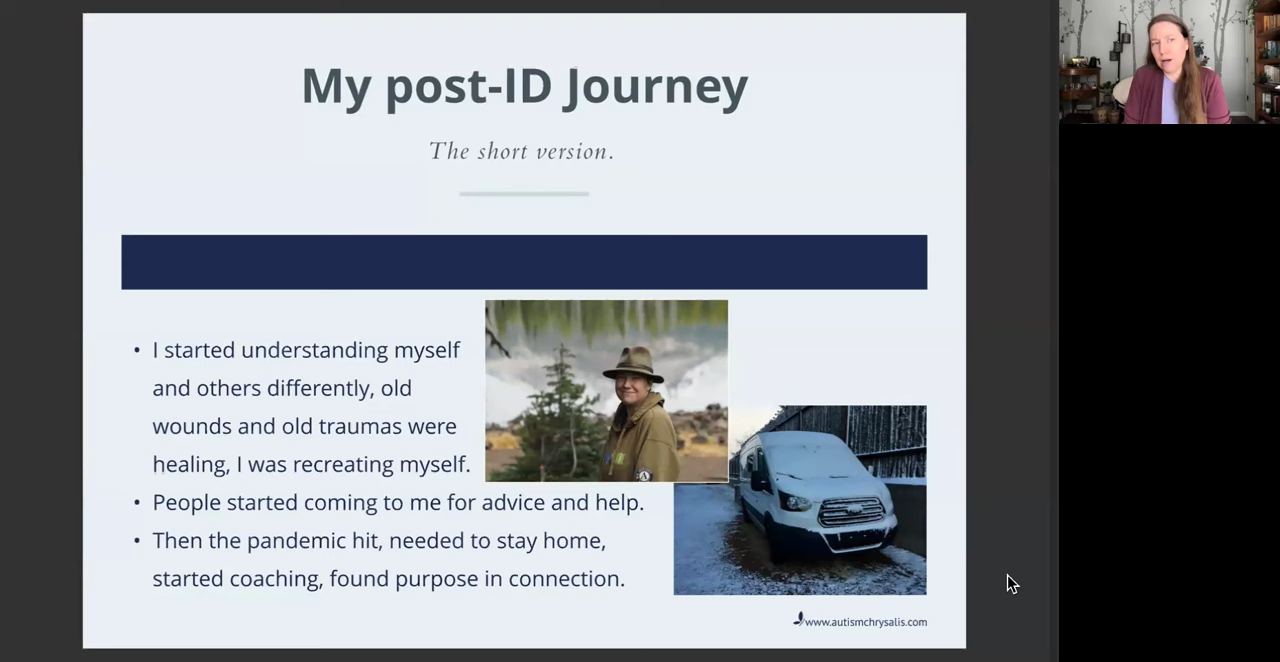 My post-ID Journey
The short version.
• I started understanding myself
and others differently, old
wounds and old traumas were
healing, I was recreating myself.
• People started coming to me for advice and help.
• Then the pandemic hit, needed to stay home,
started coaching, found purpose in connection.
www.autismchrysalis.com